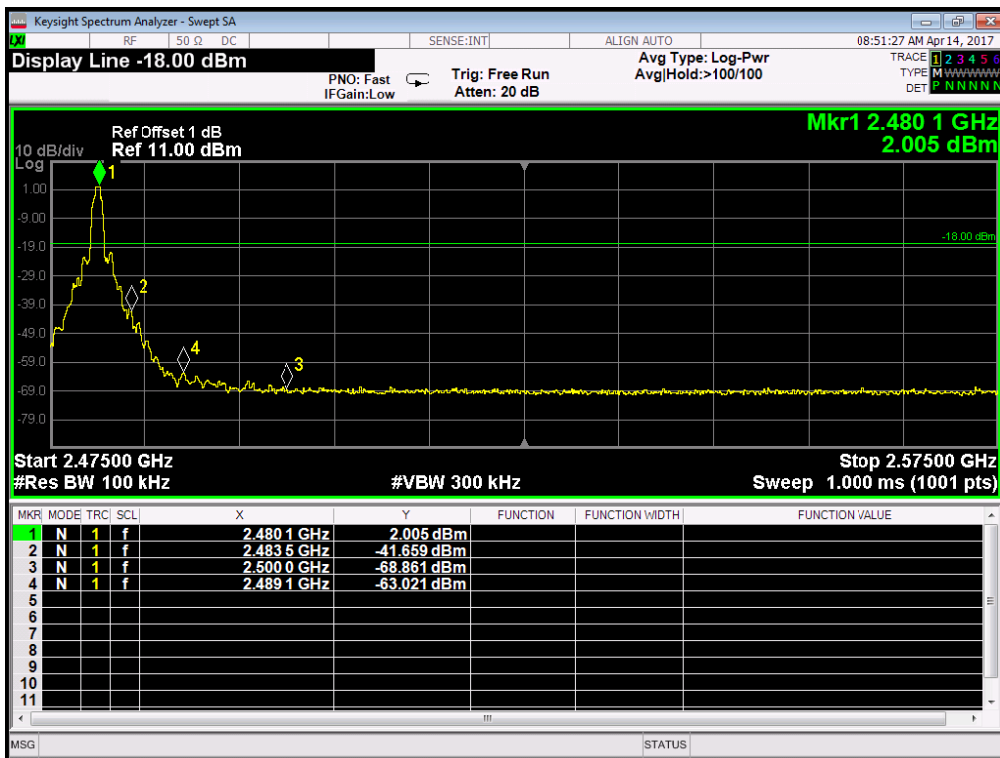 Keysight Spectrum Analyzer - Swept SA
LXI RF 50 Ω DC SENSE:INT ALIGN AUTO 08:51:27 AM Apr 14, 2017
Display Line -18.00 dBm
PNO: Fast
IFGain:Low
Trig: Free Run
Atten: 20 dB
Avg Type: Log-Pwr
Avg|Hold:>100/100
TRACE 1 2 3 4 5 6
TYPE M WWWWW
DET P N N N N N
Ref Offset 1 dB
10 dB/div Ref 11.00 dBm
Log
Mkr1 2.480 1 GHz
2.005 dBm
1.00
-9.00
-19.0
-29.0
-39.0
-49.0
-59.0
-69.0
-79.0
1
2
4
3
-18.00 dBm
Start 2.47500 GHz Stop 2.57500 GHz
#Res BW 100 kHz #VBW 300 kHz Sweep 1.000 ms (1001 pts)
MKR MODE TRC SCL X Y FUNCTION FUNCTION WIDTH FUNCTION VALUE
1 N 1 f 2.480 1 GHz 2.005 dBm
2 N 1 f 2.483 5 GHz -41.659 dBm
3 N 1 f 2.500 0 GHz -68.861 dBm
4 N 1 f 2.489 1 GHz -63.021 dBm
5
6
7
8
9
10
11
MSG STATUS